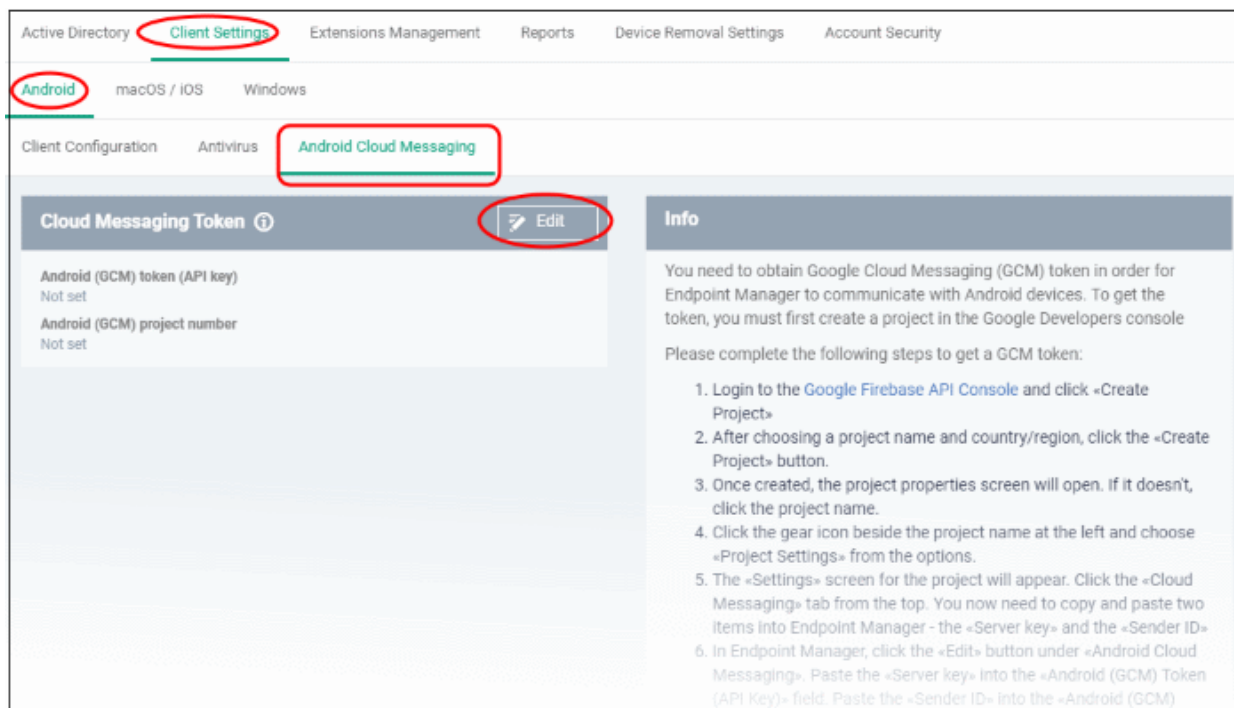 Active Directory Client Settings Extensions Management Reports Device Removal Settings Account Security
Android macOS / iOS Windows
Client Configuration Antivirus Android Cloud Messaging
Cloud Messaging Token
Edit
Android (GCM) token (API key)
Not set
Android (GCM) project number
Not set
Info
You need to obtain Google Cloud Messaging (GCM) token in order for
Endpoint Manager to communicate with Android devices. To get the
token, you must first create a project in the Google Developers console
Please complete the following steps to get a GCM token:
1. Login to the Google Firebase API Console and click «Create
Project»
2. After choosing a project name and country/region, click the «Create
Project» button.
3. Once created, the project properties screen will open. If it doesn't,
click the project name.
4. Click the gear icon beside the project name at the left and choose
«Project Settings» from the options.
5. The «Settings» screen for the project will appear. Click the «Cloud
Messaging» tab from the top. You now need to copy and paste two
items into Endpoint Manager - the «Server key» and the «Sender ID»
6. In Endpoint Manager, click the «Edit» button under «Android Cloud
Messaging». Paste the «Server key» into the «Android (GCM) Token
(API Key)» field. Paste the «Sender ID» into the «Android (GCM)